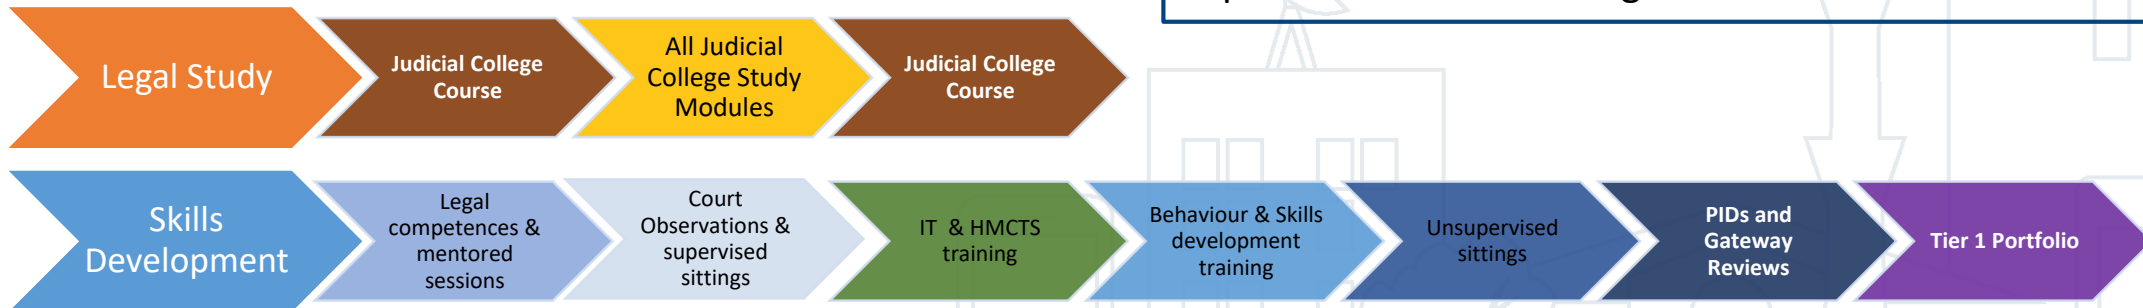 Legal Study
Judicial College
Course
All Judicial
College Study
Modules
Judicial College
Course
Skills
Development
Legal
competences &
mentored
sessions
Court
Observations &
supervised
sittings
IT & HMCTS
training
Behaviour & Skills
development
training
Unsupervised
sittings
PIDs and
Gateway
Reviews
Tier 1 Portfolio